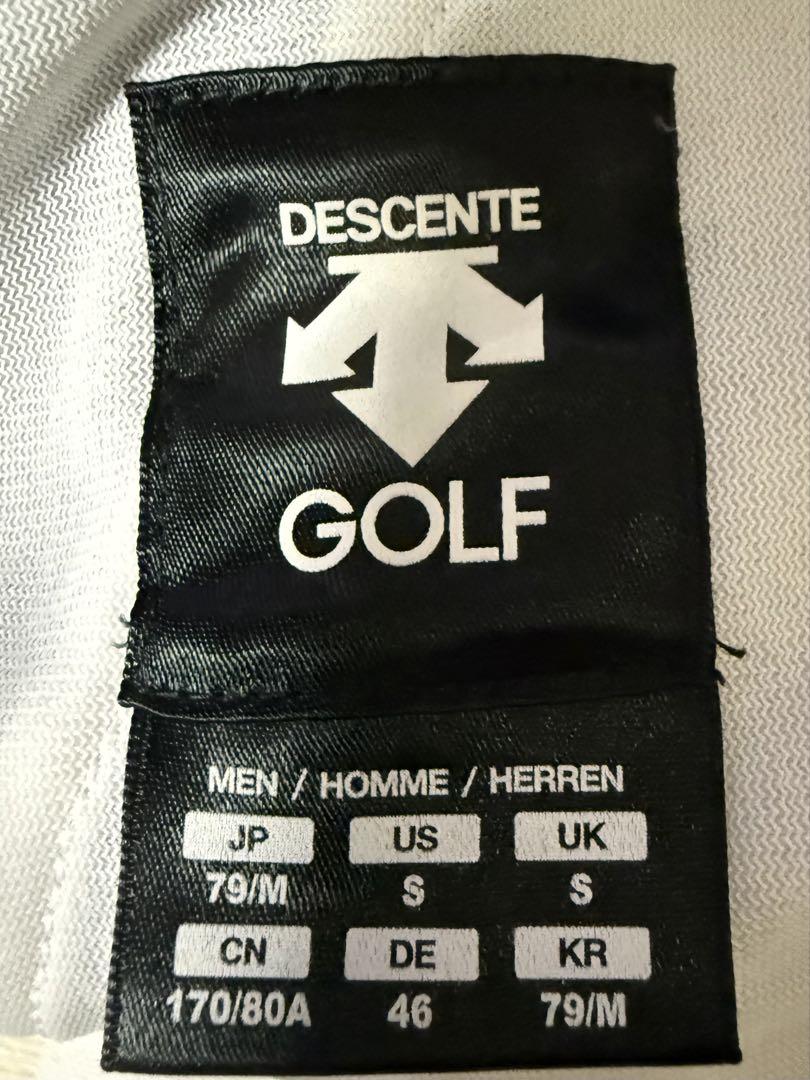 DESCENTE
GOLF
MEN / HOMME / HERREN
JP US UK
79/M S S
CN DE KR
170/80A 46 79/M